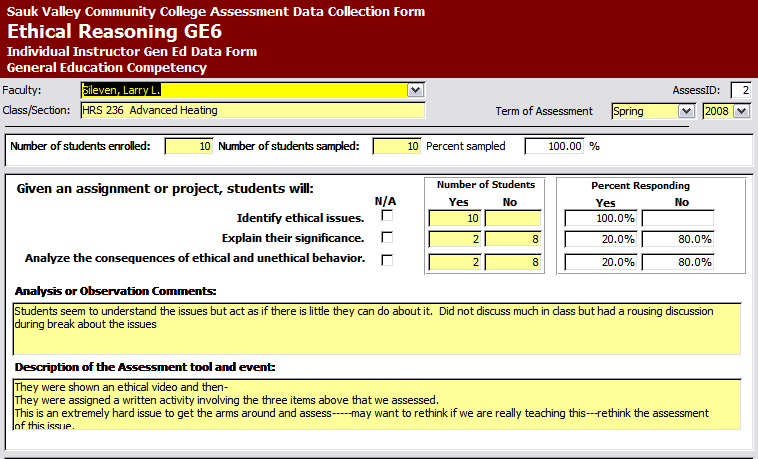 Sauk Valley Community College Assessment Data Collection Form
Ethical Reasoning GE6
Individual Instructor Gen Ed Data Form
General Education Competency
Faculty: Sileven, Larry L. AssessID: 2
Class/Section: HRS 236 Advanced Heating Term of Assessment Spring 2008
Number of students enrolled: 10 Number of students sampled: 10 Percent sampled 100.00 %
Given an assignment or project, students will: Number of Students Percent Responding
N/A Yes No Yes No
Identify ethical issues. 10 100.0%
Explain their significance. 2 8 20.0% 80.0%
Analyze the consequences of ethical and unethical behavior. 2 8 20.0% 80.0%
Analysis or Observation Comments:
Students seem to understand the issues but act as if there is little they can do about it. Did not discuss much in class but had a rousing discussion
during break about the issues
Description of the Assessment tool and event:
They were shown an ethical video and then-
They were assigned a written activity involving the three items above that we assessed.
This is an extremely hard issue to get the arms around and assess-----may want to rethink if we are really teaching this---rethink the assessment
of this issue.